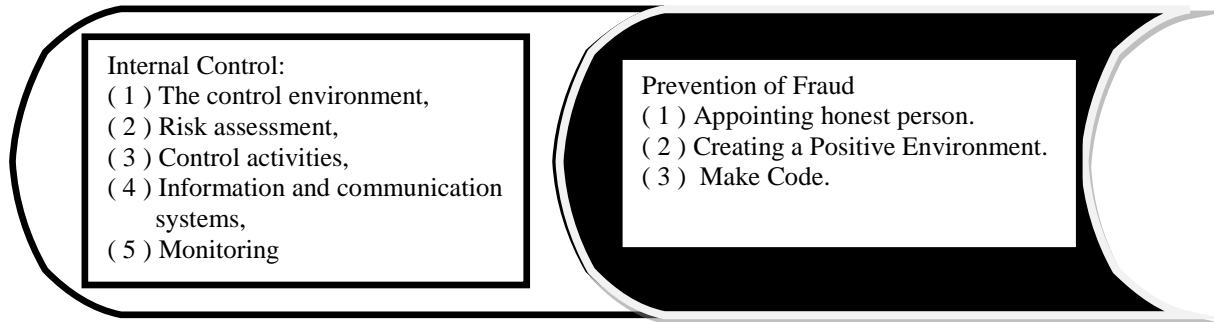 Internal Control:
( 1 ) The control environment,
( 2 ) Risk assessment,
( 3 ) Control activities,
( 4 ) Information and communication
systems,
( 5 ) Monitoring
Prevention of Fraud
( 1 ) Appointing honest person.
( 2 ) Creating a Positive Environment.
( 3 ) Make Code.